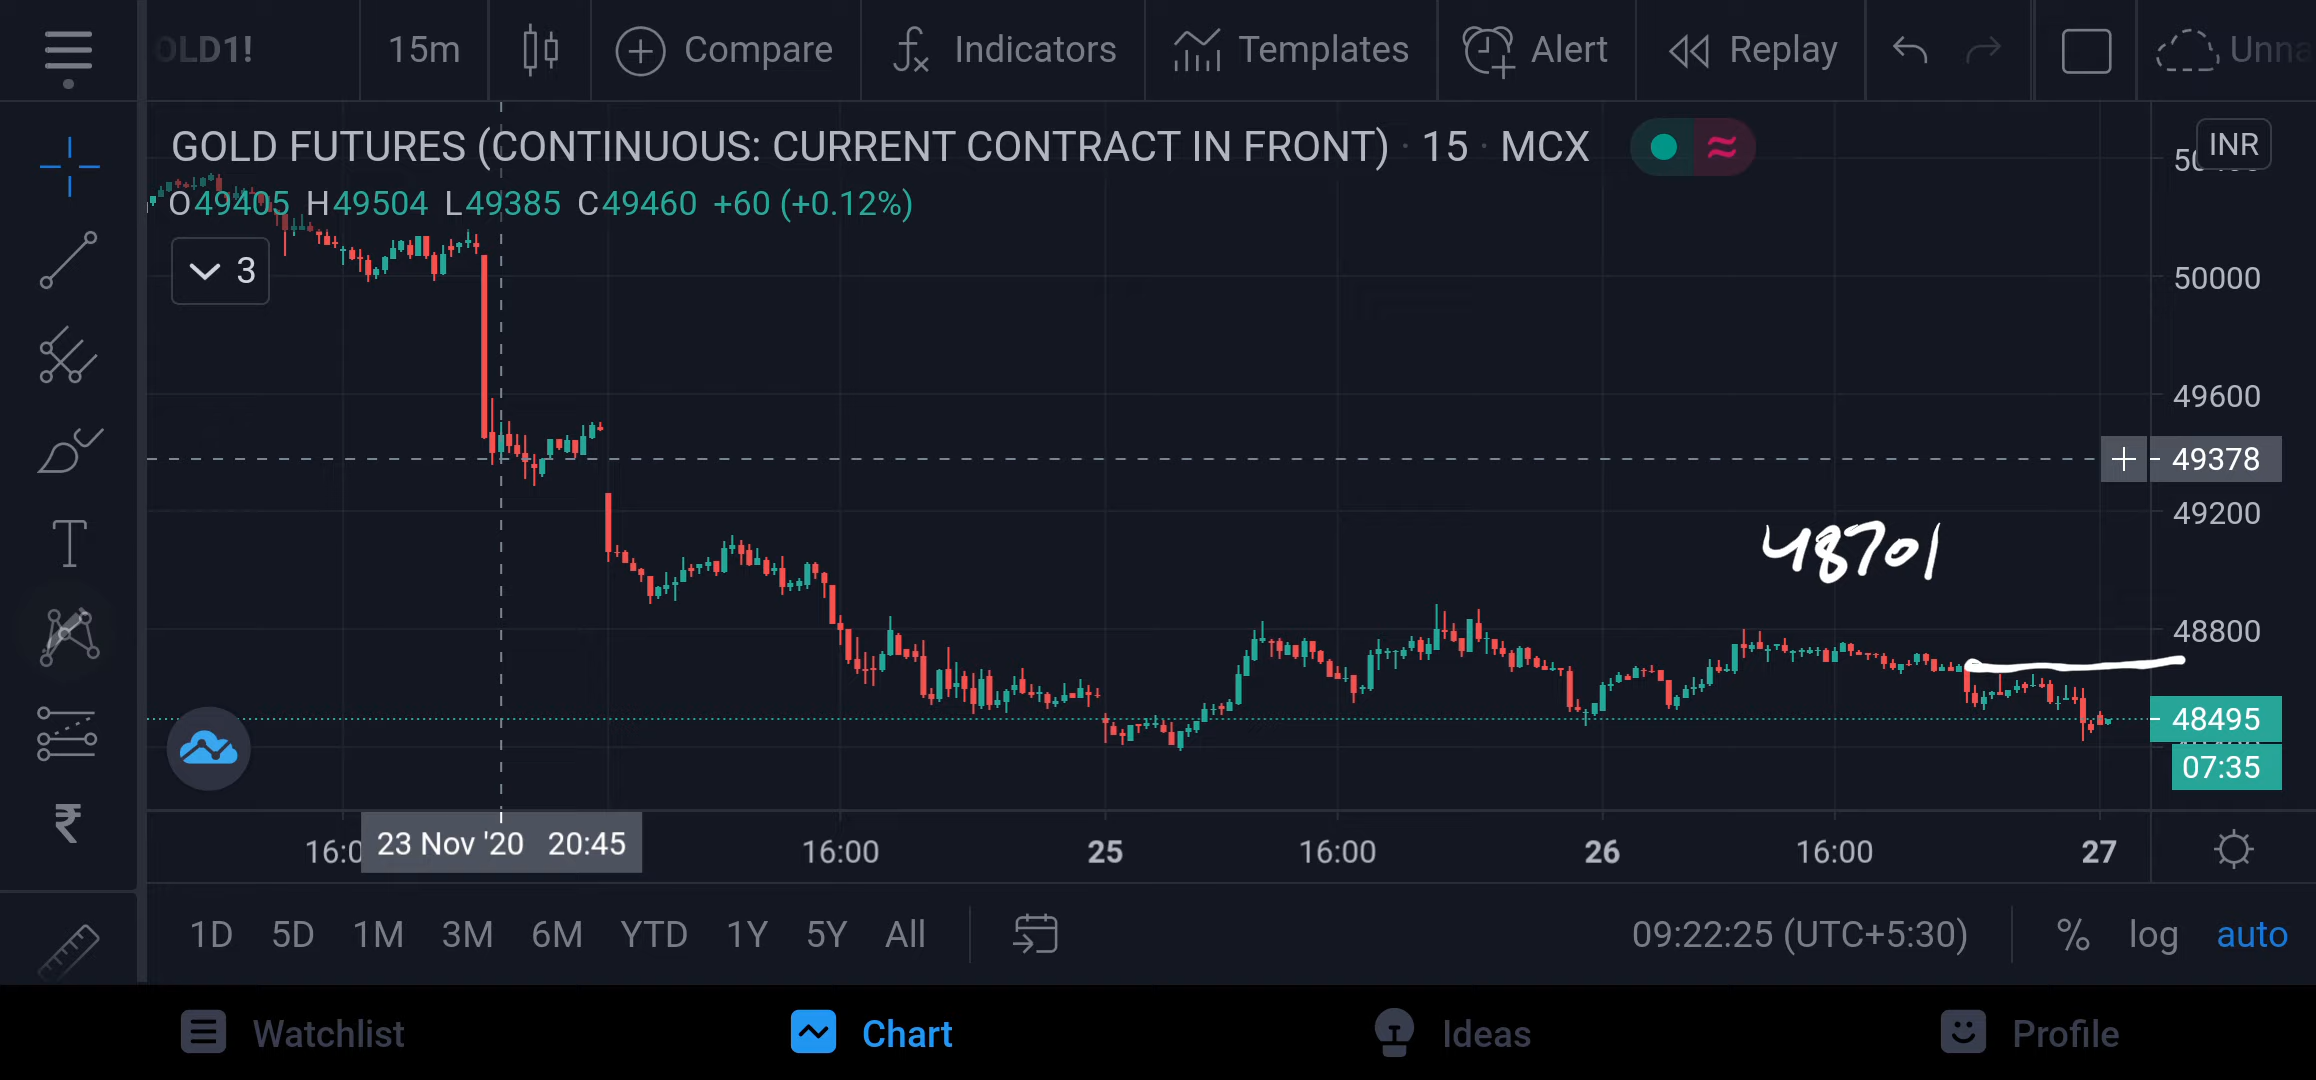 OLD1! 15m Compare Indicators Templates Alert Replay Unna
GOLD FUTURES (CONTINUOUS: CURRENT CONTRACT IN FRONT) · 15 · MCX
INR
O49405 H49504 L49385 C49460 +60 (+0.12%)
3
50000
49600
49378
49200
48701
48800
48495
07:35
23 Nov '20 20:45
16:00 25 16:00 26 16:00 27
1D 5D 1M 3M 6M YTD 1Y 5Y All 09:22:25 (UTC+5:30) % log auto
Watchlist Chart Ideas Profile